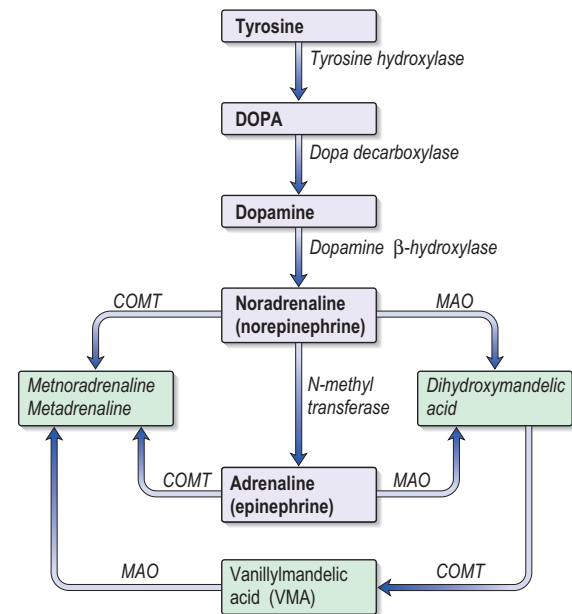 Tyrosine
Tyrosine hydroxylase
DOPA
Dopa decarboxylase
Dopamine
Dopamine β-hydroxylase
COMT
Noradrenaline
(norepinephrine)
MAO
Metnoradrenaline
Metadrenaline
N-methyl
transferase
Dihydroxymandelic
acid
COMT
Adrenaline
(epinephrine)
MAO
MAO
Vanillylmandelic
acid (VMA)
COMT